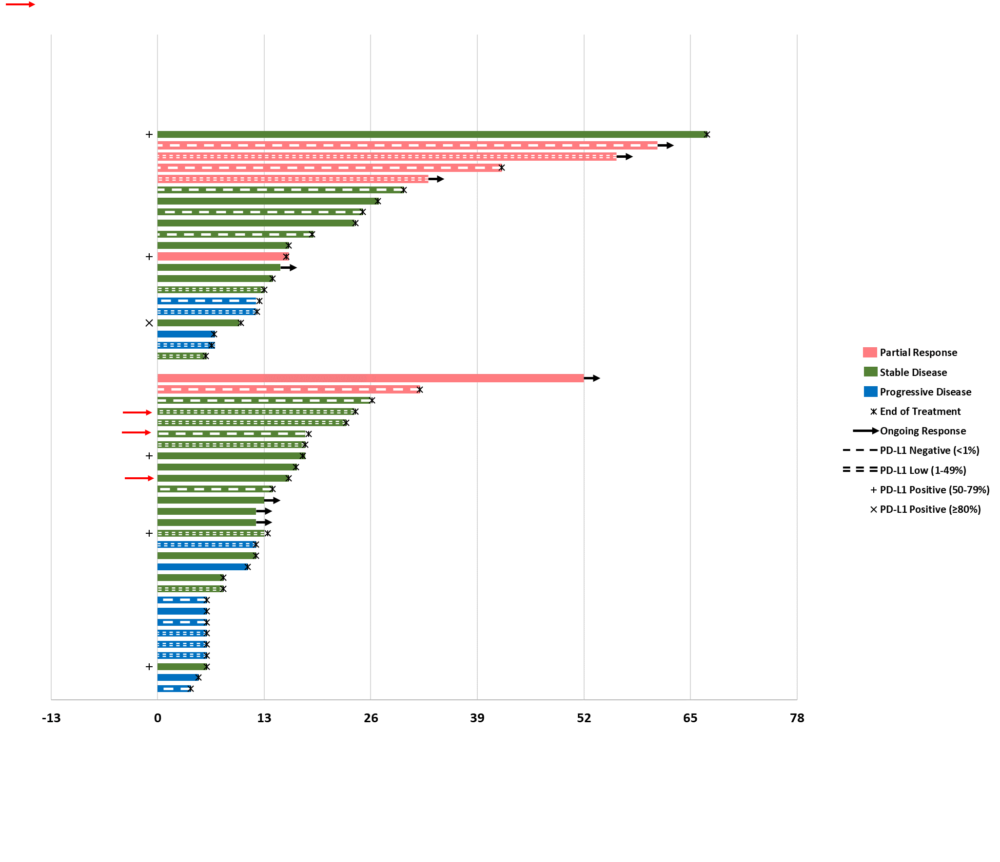 Partial Response
Stable Disease
Progressive Disease
End of Treatment
Ongoing Response
PD-L1 Negative (<1%)
PD-L1 Low (1-49%)
PD-L1 Positive (50-79%)
PD-L1 Positive (≥80%)
-13 0 13 26 39 52 65 78